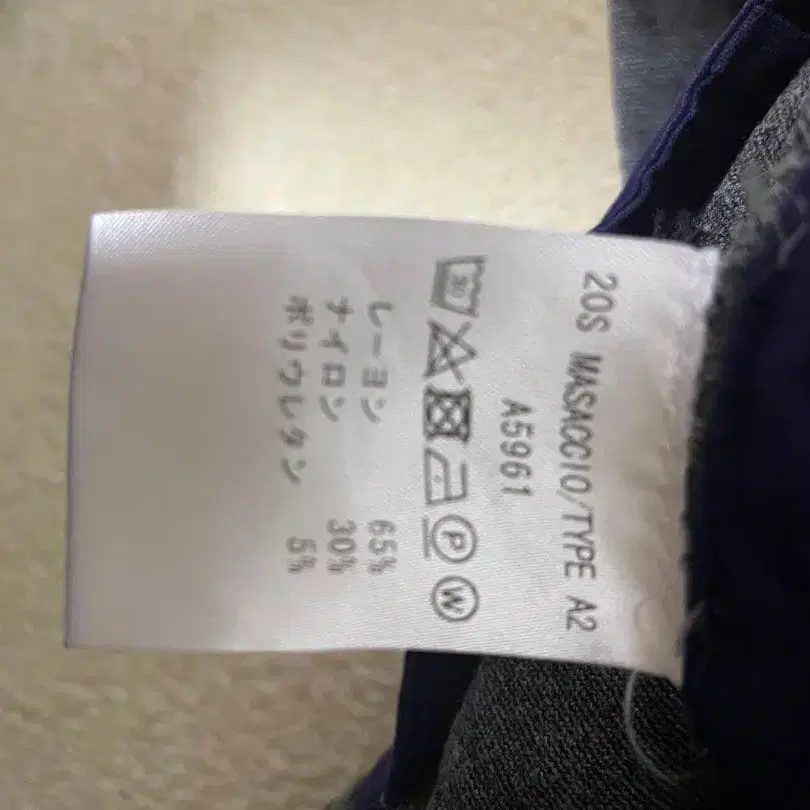 20S MASACCIO/TYPE A2
A5961
30 P W
レーヨン 65%
ナイロン 30%
ポリウレタン 5%